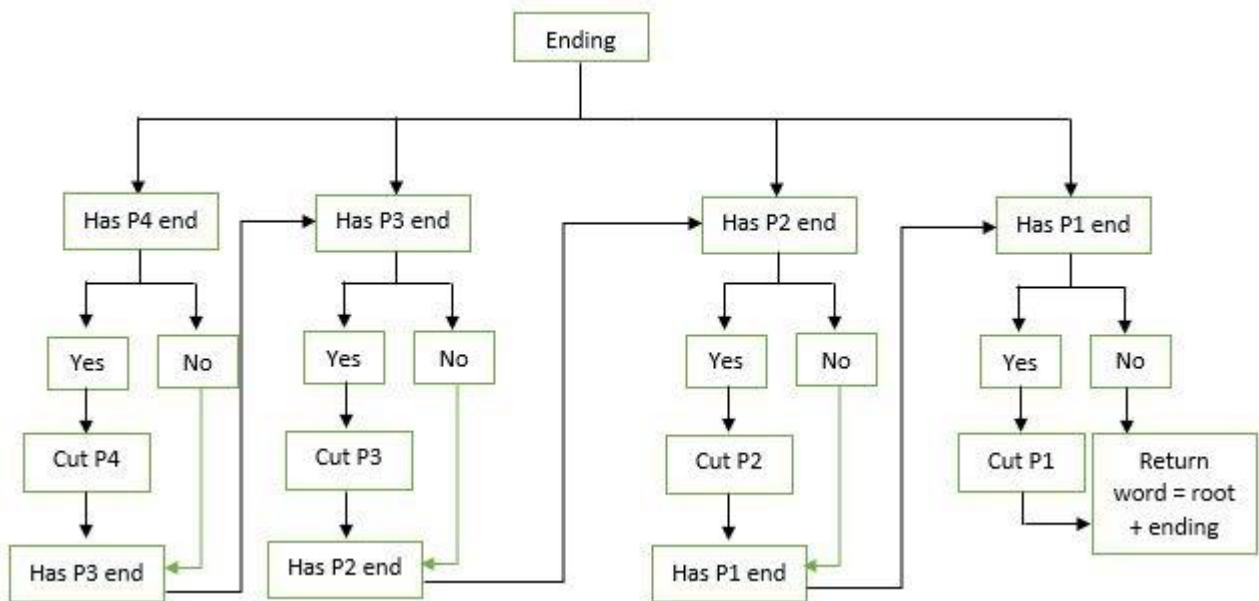 Ending
Has P4 end
Has P3 end
Has P2 end
Has P1 end
Yes
No
Yes
No
Yes
No
Yes
No
Cut P4
Cut P3
Cut P2
Cut P1
Return
word = root
+ ending
Has P3 end
Has P2 end
Has P1 end